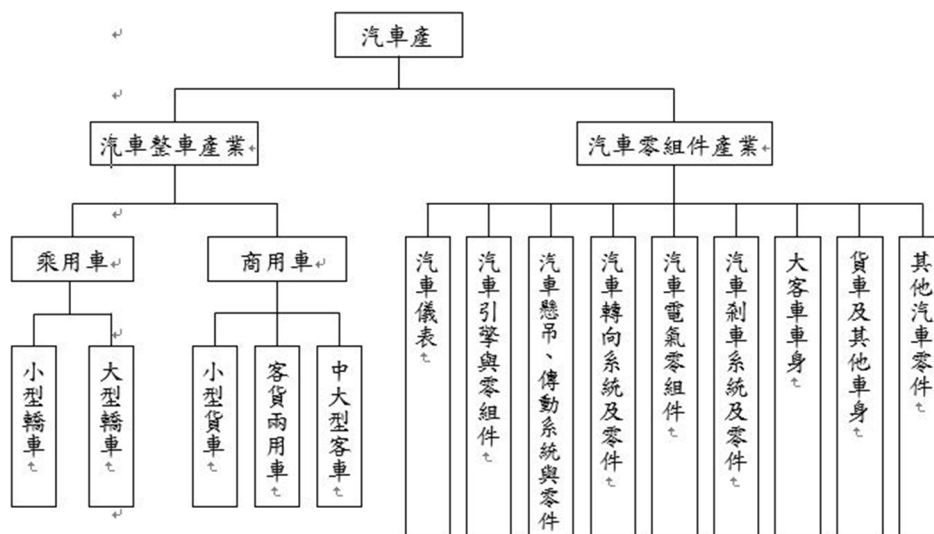 汽車產
汽車整車產業
汽車零組件產業
乘用車
商用車
小型轎車
大型轎車
小型貨車
客貨兩用車
中大型客車
汽車儀表
汽車引擎與零組件
汽車懸吊、傳動系統與零件
汽車轉向系統及零件
汽車電氣零組件
汽車剎車系統及零件
大客車車身
貨車及其他車身
其他汽車零件